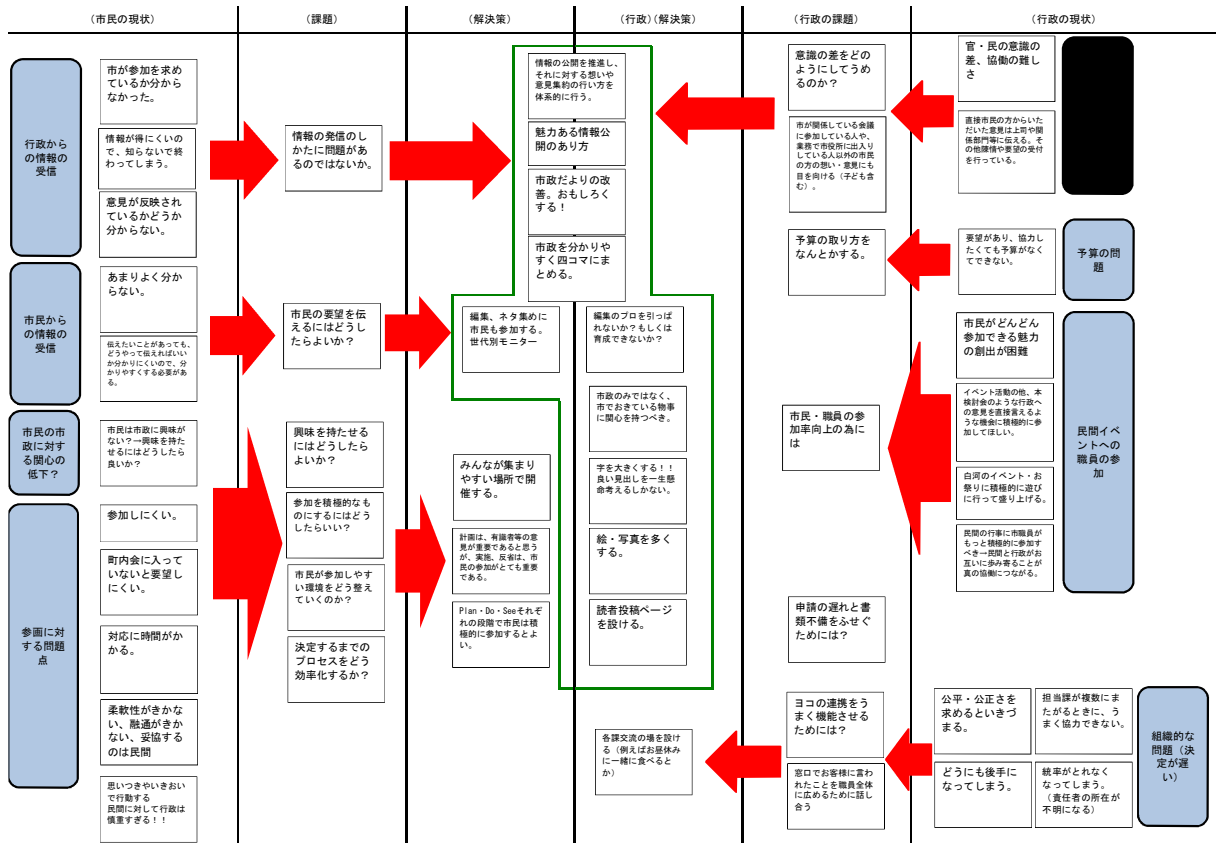 (市民の現状)
(課題)
(解決策)
(行政)(解決策)
(行政の課題)
(行政の現状)
行政から
の情報の
受信
市が参加を求め
ているか分から
なかった。
情報が得にくいの
で、知らないで終
わってしまう。
意見が反映され
ているかどうか
分からない。
情報の発信のし
かたに問題があ
るのではないか。
市民から
の情報の
受信
あまりよく分か
らない。
伝えたいことがあっても、
どうやって伝えればいい
か分かりにくいので、分
かりやすくする必要があ
る。
市民の要望を伝
えるにはどうし
たらよいか?
市民の市
政に対す
る関心の
低下?
市民は市政に興味が
ない?→興味を持た
せるにはどうしたら
良いか?
参画に対
する問題
点
参加しにくい。
町内会に入って
いないと要望し
にくい。
対応に時間がか
かる。
柔軟性がきかな
い、融通がきか
ない、妥協する
のは民間
思いつきやいきおい
で行動する
民間に対して行政は
慎重すぎる!!
興味を持たせる
にはどうしたら
よいか?
参加を積極的なも
のにするにはどう
したらいい?
市民が参加しやす
い環境をどう整え
ていくのか?
決定するまでの
プロセスをどう
効率化するか?
情報の公開を推進し、
それに対する想いや
意見集約の行い方を
体系的に行う。
魅力ある情報公
開のあり方
市政だよりの改
善。おもしろく
する!
市政を分かりや
すく四コマにま
とめる。
編集、ネタ集めに
市民も参加する。
世代別モニター
編集のプロを引っぱ
れないか?もしくは
育成できないか?
市政のみではなく、
市でおきている物事
に関心を持つべき。
字を大きくする!!
良い見出しを一生懸
命考えるしかない。
絵・写真を多く
する。
読者投稿ページ
を設ける。
みんなが集まり
やすい場所で開
催する。
計画は、有識者等の意
見が重要であると思う
が、実施、反省は、市
民の参加がとても重要
である。
Plan・Do・Seeそれぞ
れの段階で市民は積
極的に参加するとよ
い。
各課交流の場を設け
る(例えばお昼休み
に一緒に食べると
か)
意識の差をどの
ようにしてうめ
るのか?
市が関係している会議
に参加している人や、
業務で市役所に出入り
している人以外の市民
の方の想い・意見にも
目を向ける(子ども含
む)。
予算の取り方を
なんとかする。
市民・職員の参
加率向上の為に
は
申請の遅れと書
類不備をふせぐ
ためには?
ヨコの連携をう
まく機能させる
ためには?
窓口でお客様に言わ
れたことを職員全体
に広めるために話し
合う
官・民の意識の
差、協働の難し
さ
直接市民の方からいた
だいた意見は上司や関
係部門等に伝える。そ
の他陳情や要望の受付
を行っている。
要望があり、協力し
たくても予算がなく
てできない。
予算の問
題
市民がどんどん
参加できる魅力
の創出が困難
イベント活動の他、本
検討会のような行政へ
の意見を直接言えるよ
うな機会に積極的に参
加してほしい。
白河のイベント・お
祭りに積極的に遊び
に行って盛り上げる。
民間の行事に市職員が
もっと積極的に参加す
べき→民間と行政がお
互いに歩み寄ることが
真の協働につながる。
民間イベ
ントへの
職員の参
加
公平・公正さを
求めるといきづ
まる。
担当課が複数にま
たがるときに、う
まく協力できない。
どうにも後手に
なってしまう。
統率がとれなく
なってしまう。
(責任者の所在が
不明になる)
組織的な
問題(決
定が遅
い)